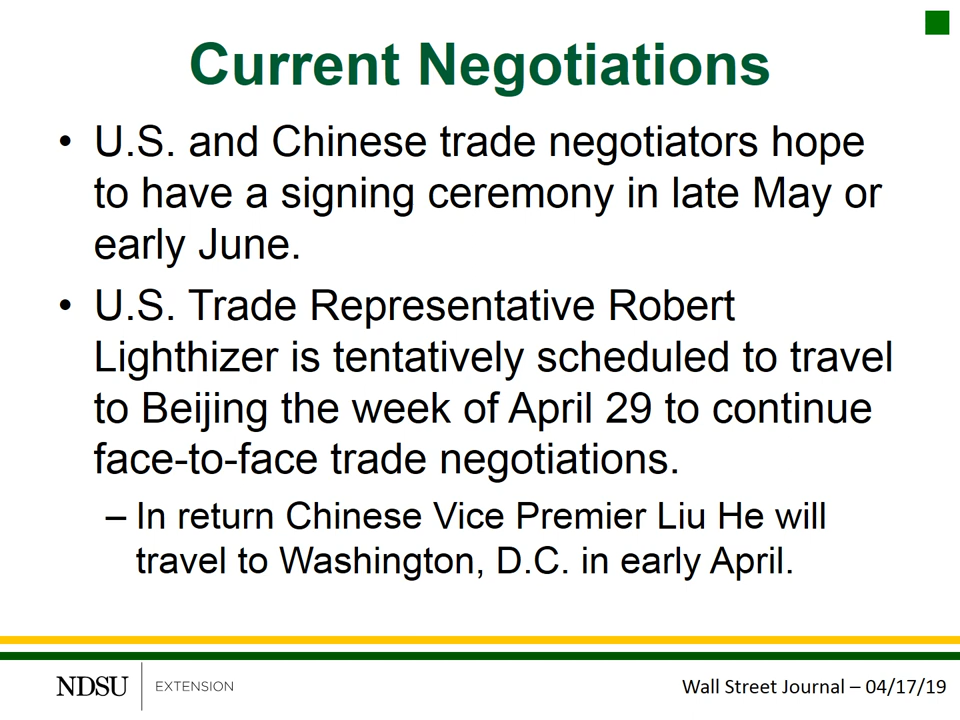 Current Negotiations
• U.S. and Chinese trade negotiators hope
to have a signing ceremony in late May or
early June.
• U.S. Trade Representative Robert
Lighthizer is tentatively scheduled to travel
to Beijing the week of April 29 to continue
face-to-face trade negotiations.
– In return Chinese Vice Premier Liu He will
travel to Washington, D.C. in early April.
NDSU EXTENSION
Wall Street Journal – 04/17/19